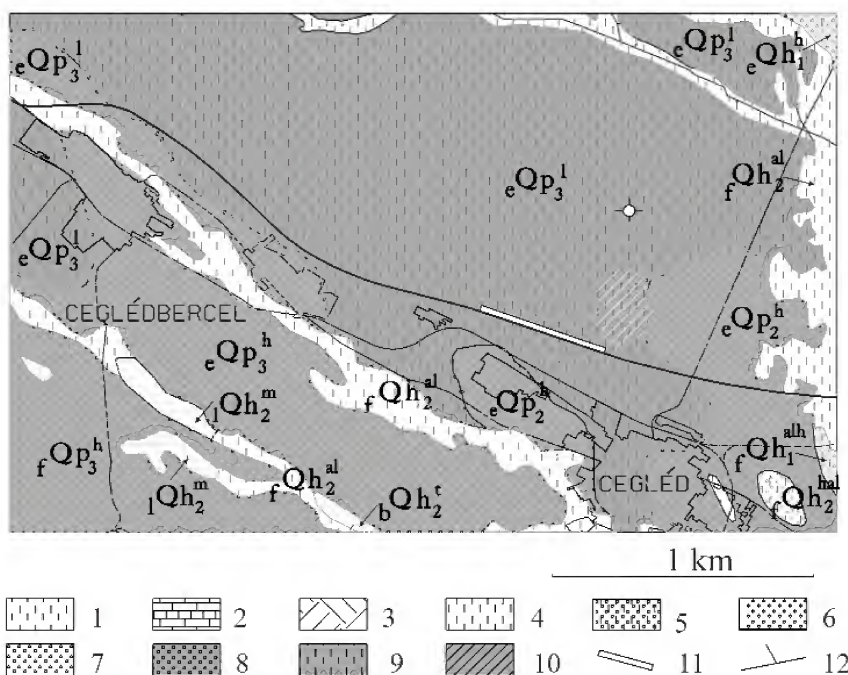 eQp3l
eQp3l
eQh1h
fQh2al
eQp3l
eQp3l
CEGLÉDBERCEL
eQp3h
eQp2h
lQh2m
fQh2al
eQp2h
fQp3h
fQh1alh
lQh2m
fQh2al
CEGLÉD
fQh2hal
bQh2t
1 km
1 2 3 4 5 6
7 8 9 10 11 12